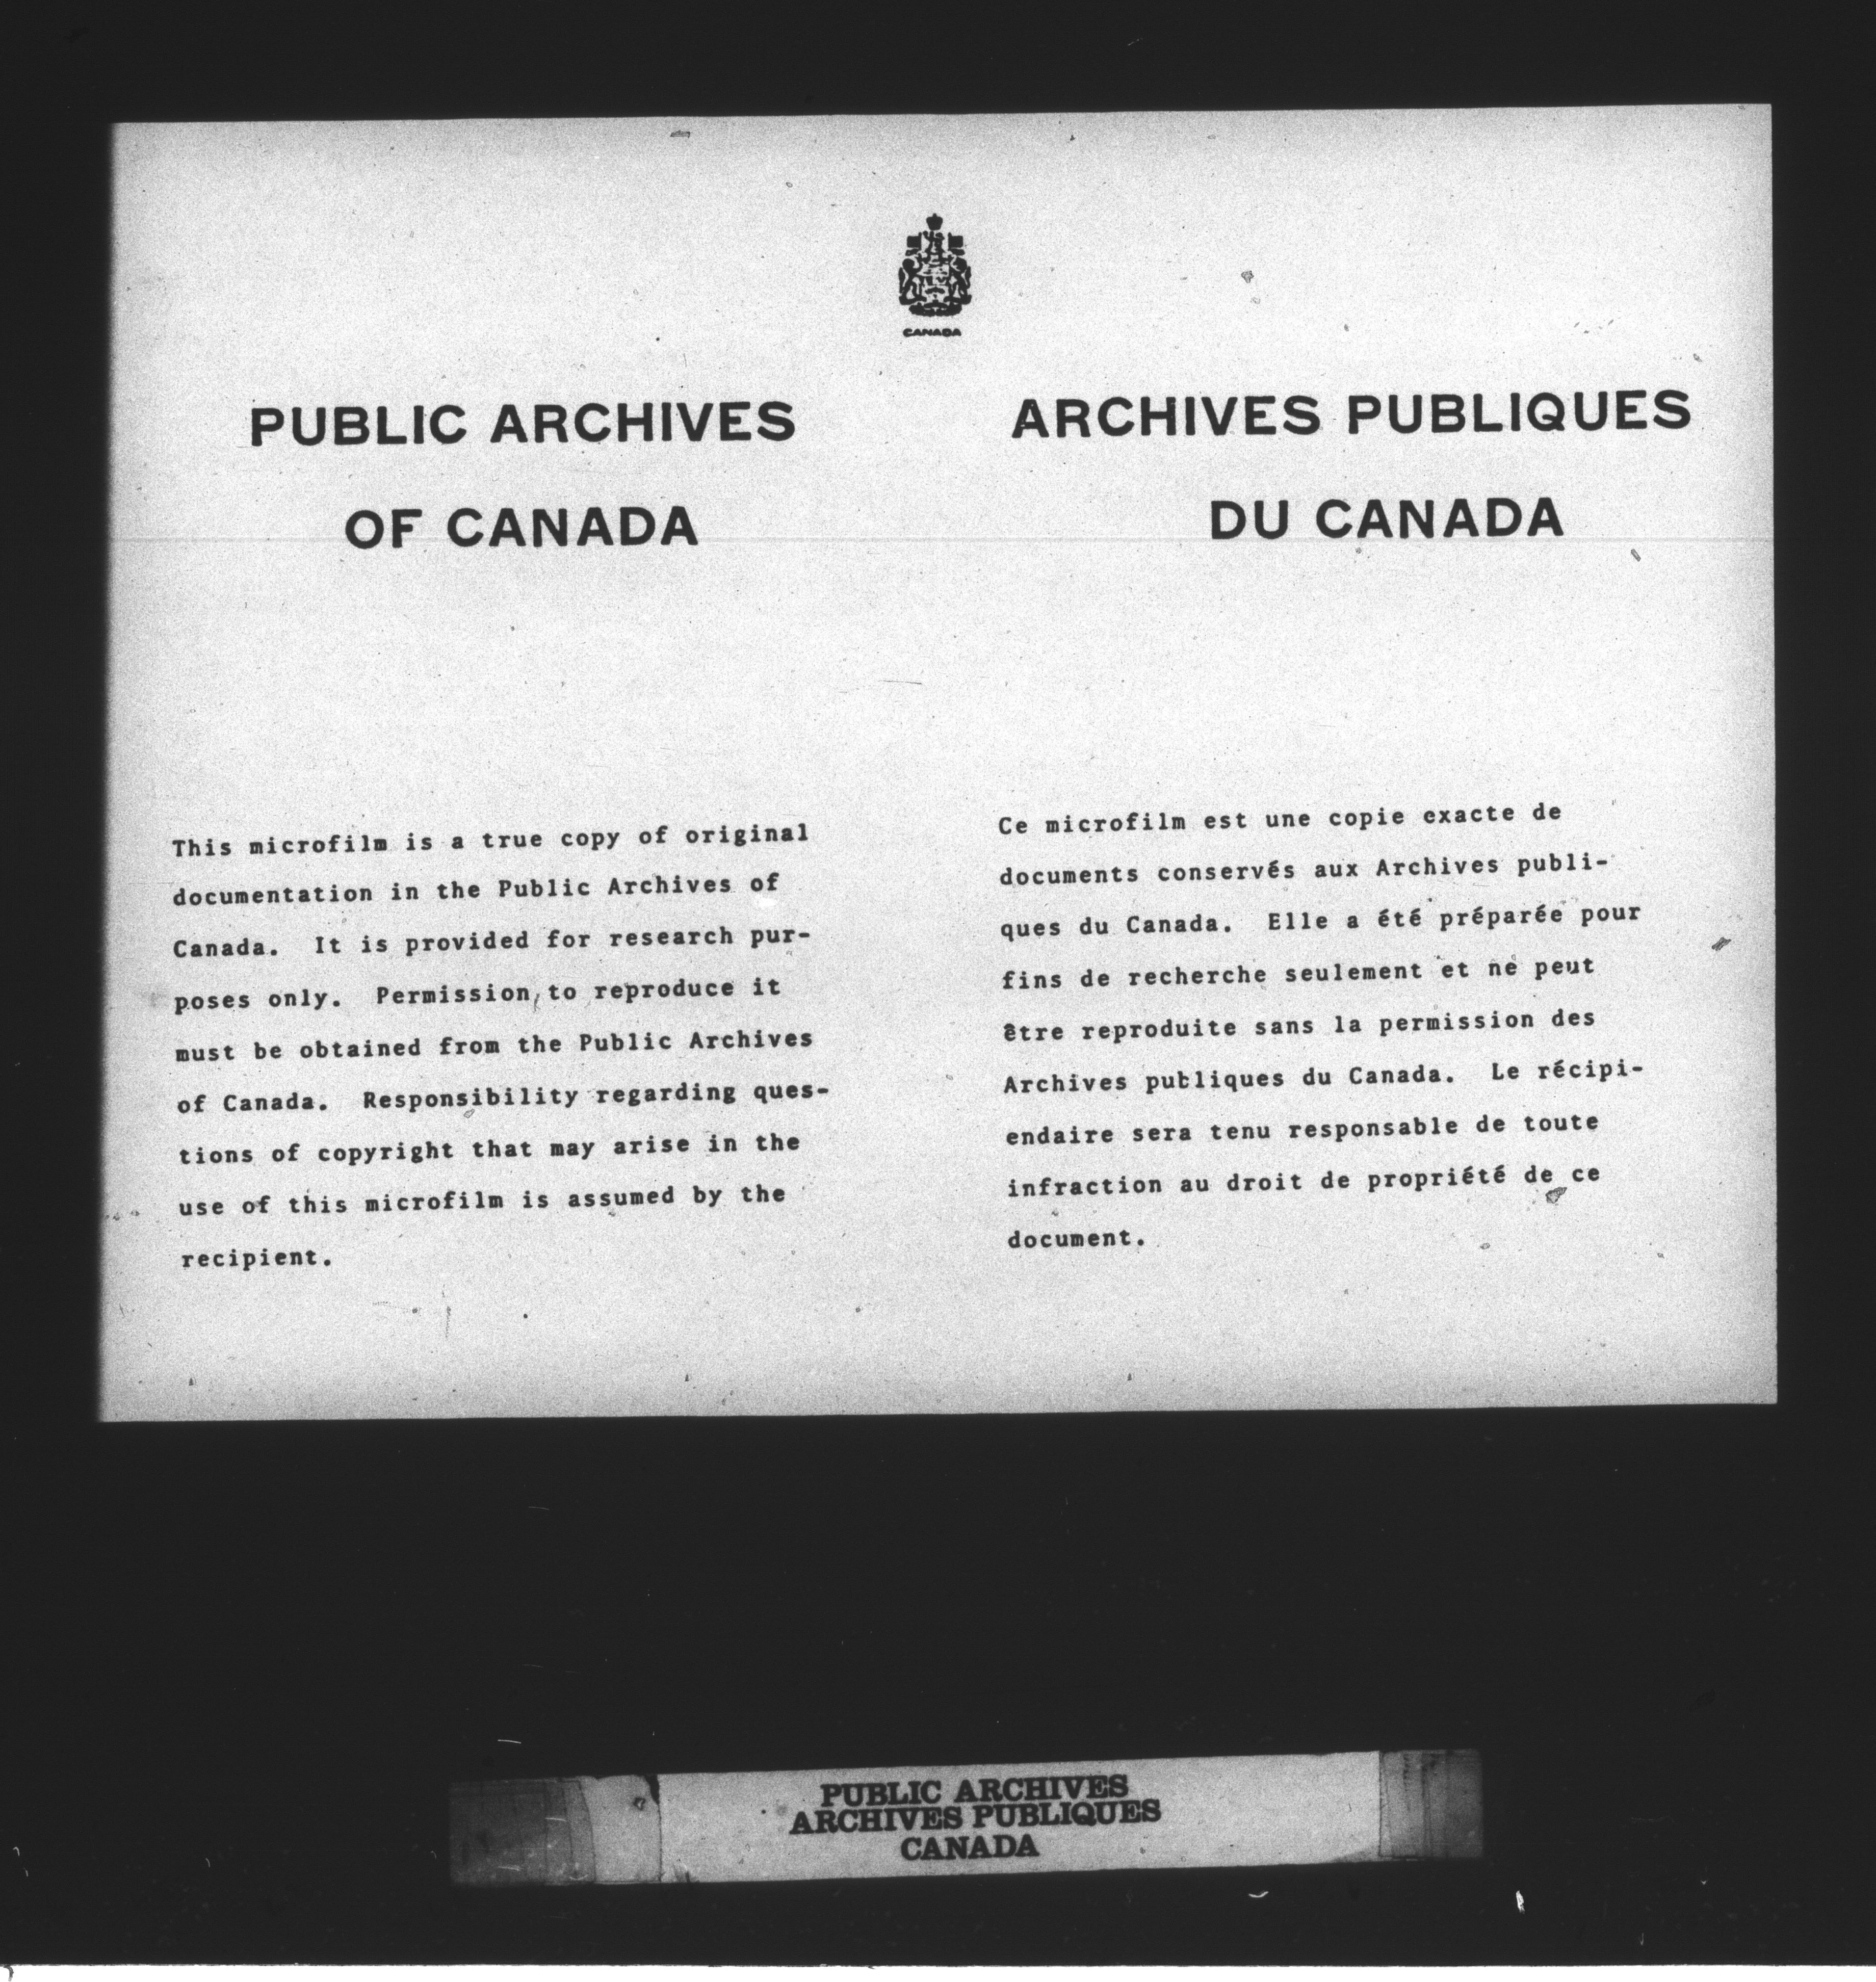 CANADA
PUBLIC ARCHIVES
OF CANADA
This microfilm is a true copy of original
documentation in the Public Archives of
Canada. It is provided for research pur-
poses only. Permission to reproduce it
must be obtained from the Public Archives
of Canada. Responsibility regarding ques-
tions of copyright that may arise in the
use of this microfilm is assumed by the
recipient.
ARCHIVES PUBLIQUES
DU CANADA
Ce microfilm est une copie exacte de
documents conservés aux Archives publi-
ques du Canada. Elle a été préparée pour
fins de recherche seulement et ne peut
être reproduite sans la permission des
Archives publiques du Canada. Le récipi-
endaire sera tenu responsable de toute
infraction au droit de propriété de ce
document.
PUBLIC ARCHIVES
ARCHIVES PUBLIQUES
CANADA